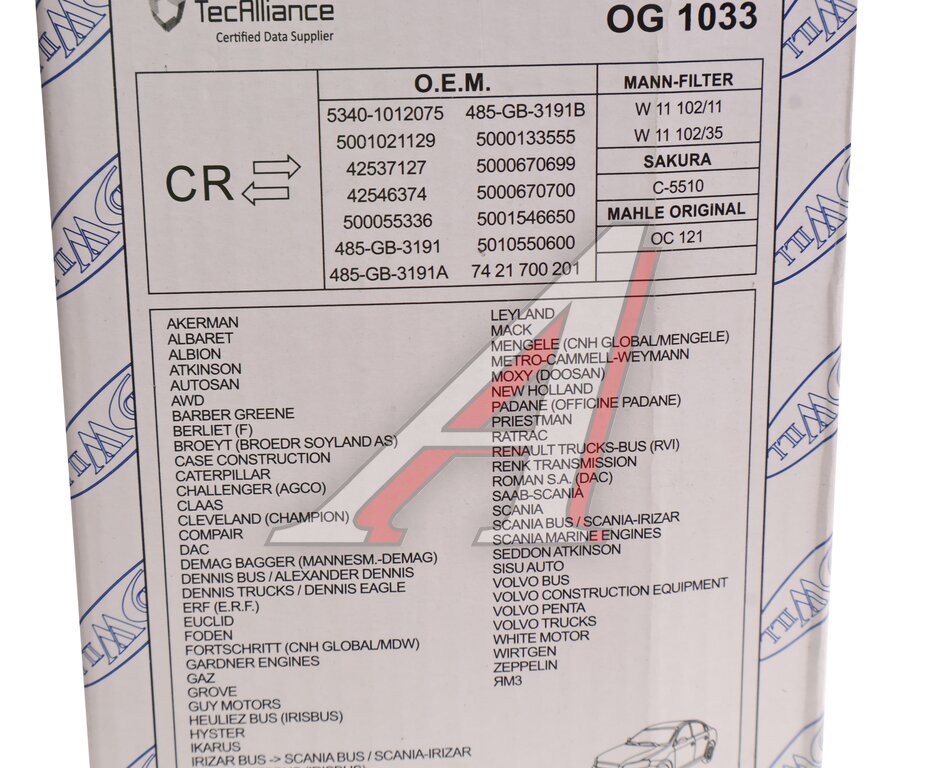 TecAlliance
Certified Data Supplier
OG 1033
CR
O.E.M.
5340-1012075 485-GB-3191B
5001021129 5000133555
42537127 5000670699
42546374 5000670700
500055336 5001546650
485-GB-3191 5010550600
485-GB-3191A 74 21 700 201
MANN-FILTER
W 11 102/11
W 11 102/35
SAKURA
C-5510
MAHLE ORIGINAL
OC 121
AKERMAN
ALBARET
ALBION
ATKINSON
AUTOSAN
AWD
BARBER GREENE
BERLIET (F)
BROEYT (BROEDR SOYLAND AS)
CASE CONSTRUCTION
CATERPILLAR
CHALLENGER (AGCO)
CLAAS
CLEVELAND (CHAMPION)
COMPAIR
DAC
DEMAG BAGGER (MANNESM.-DEMAG)
DENNIS BUS / ALEXANDER DENNIS
DENNIS TRUCKS / DENNIS EAGLE
ERF (E.R.F.)
EUCLID
FODEN
FORTSCHRITT (CNH GLOBAL/MDW)
GARDNER ENGINES
GAZ
GROVE
GUY MOTORS
HEULIEZ BUS (IRISBUS)
HYSTER
IKARUS
IRIZAR BUS -> SCANIA BUS / SCANIA-IRIZAR
LEYLAND
MACK
MENGELE (CNH GLOBAL/MENGELE)
METRO-CAMMELL-WEYMANN
MOXY (DOOSAN)
NEW HOLLAND
PADANE (OFFICINE PADANE)
PRIESTMAN
RATRAC
RENAULT TRUCKS-BUS (RVI)
RENK TRANSMISSION
ROMAN S.A. (DAC)
SAAB-SCANIA
SCANIA
SCANIA BUS / SCANIA-IRIZAR
SCANIA MARINE ENGINES
SEDDON ATKINSON
SISU AUTO
VOLVO BUS
VOLVO CONSTRUCTION EQUIPMENT
VOLVO PENTA
VOLVO TRUCKS
WHITE MOTOR
WIRTGEN
ZEPPELIN
ЯМЗ